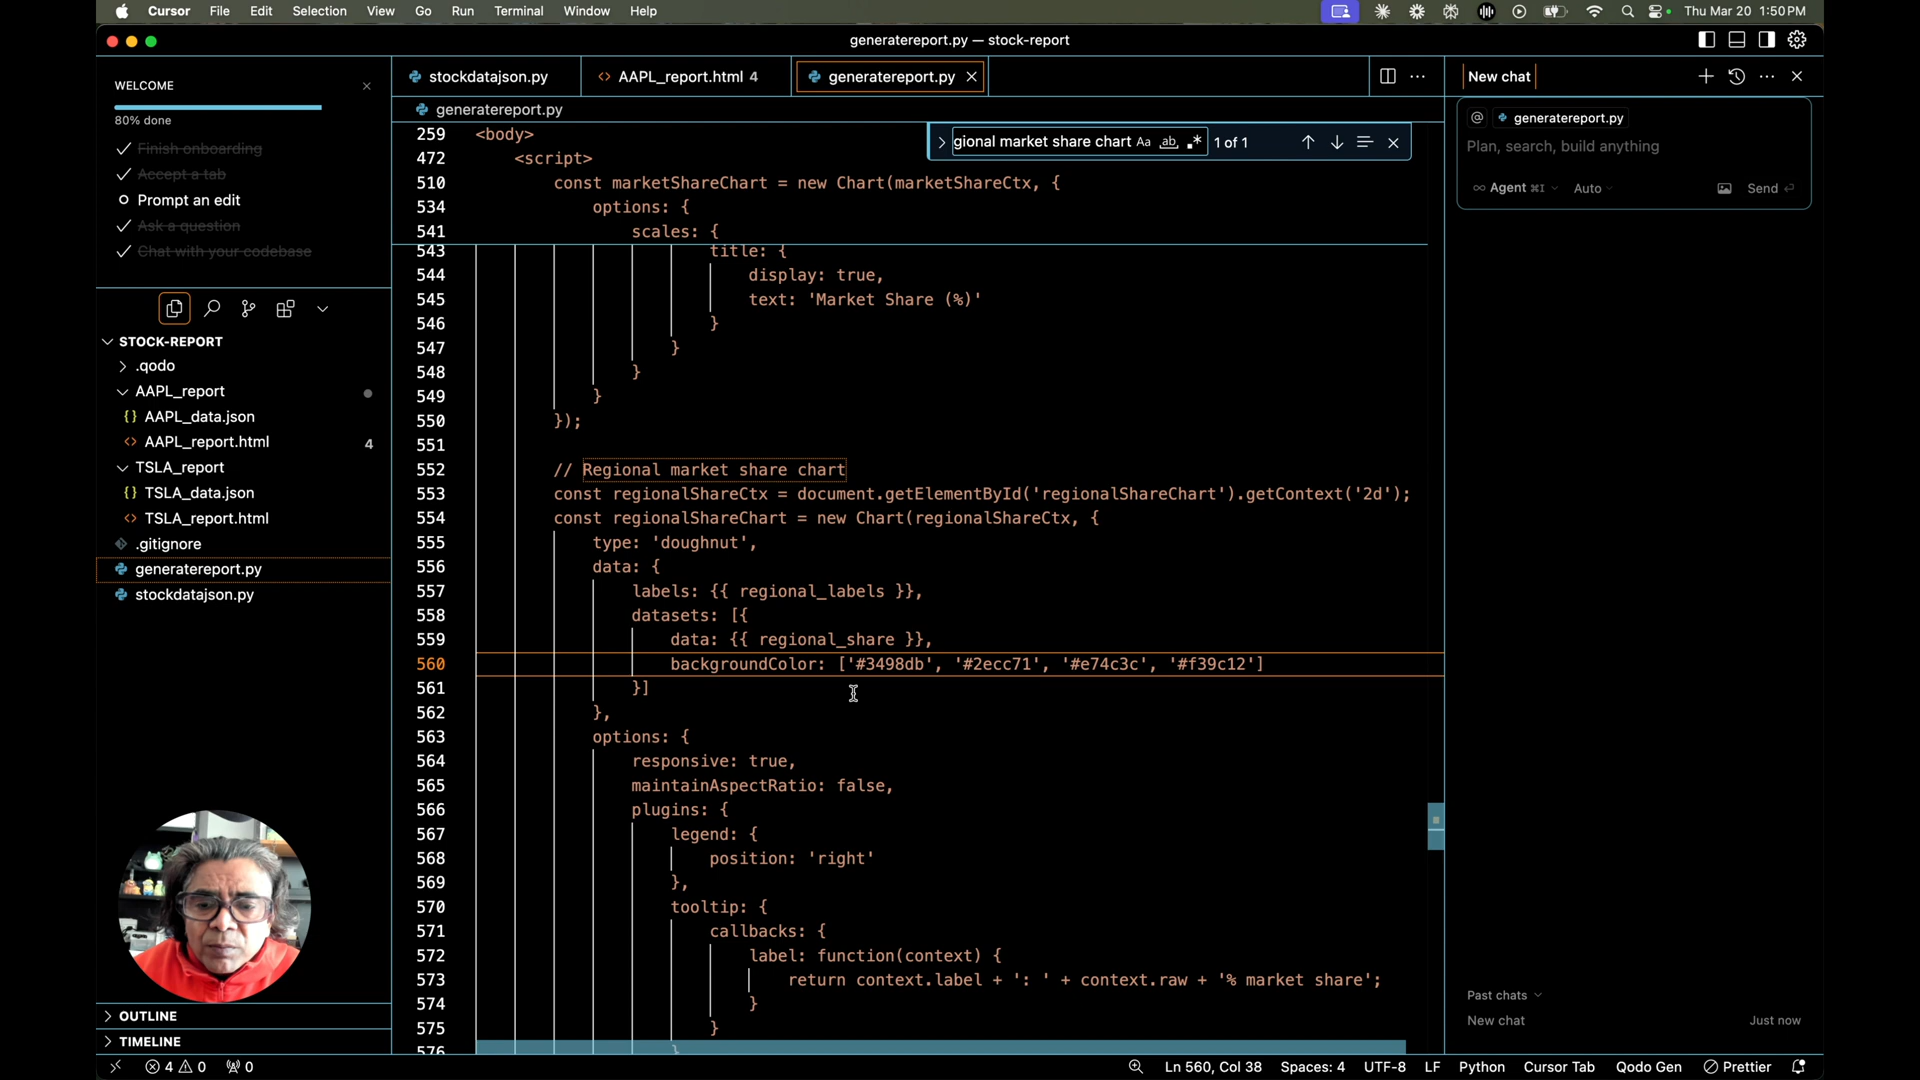 Cursor File Edit Selection View Go Run Terminal Window Help
Thu Mar 20 1:50 PM
generatereport.py — stock-report
WELCOME
80% done
Finish onboarding
Accept a tab
Prompt an edit
Ask a question
Chat with your codebase
STOCK-REPORT
.qodo
AAPL_report
{} AAPL_data.json
<> AAPL_report.html 4
TSLA_report
{} TSLA_data.json
<> TSLA_report.html
.gitignore
generatereport.py
stockdatajson.py
OUTLINE
TIMELINE
stockdatajson.py
<> AAPL_report.html 4
generatereport.py
generatereport.py
gional market share chart Aa ab .* 1 of 1
259 <body>
472 <script>
510 const marketShareChart = new Chart(marketShareCtx, {
534 options: {
541 scales: {
543 title: {
544 display: true,
545 text: 'Market Share (%)'
546 }
547 }
548 }
549 }
550 });
551
552 // Regional market share chart
553 const regionalShareCtx = document.getElementById('regionalShareChart').getContext('2d');
554 const regionalShareChart = new Chart(regionalShareCtx, {
555 type: 'doughnut',
556 data: {
557 labels: {{ regional_labels }},
558 datasets: [{
559 data: {{ regional_share }},
560 backgroundColor: ['#3498db', '#2ecc71', '#e74c3c', '#f39c12']
561 }]
562 },
563 options: {
564 responsive: true,
565 maintainAspectRatio: false,
566 plugins: {
567 legend: {
568 position: 'right'
569 },
570 tooltip: {
571 callbacks: {
572 label: function(context) {
573 return context.label + ': ' + context.raw + '% market share';
574 }
575 }
576 }
New chat
@ generatereport.py
Plan, search, build anything
∞ Agent ⌘I Auto Send
Past chats
New chat Just now
4 0 0
Ln 560, Col 38 Spaces: 4 UTF-8 LF Python Cursor Tab Qodo Gen Prettier